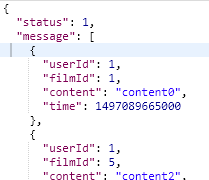 {
"status": 1,
"message": [
{
"userId": 1,
"filmId": 1,
"content": "content0",
"time": 1497089665000
},
{
"userId": 1,
"filmId": 5,
"content": "content2",